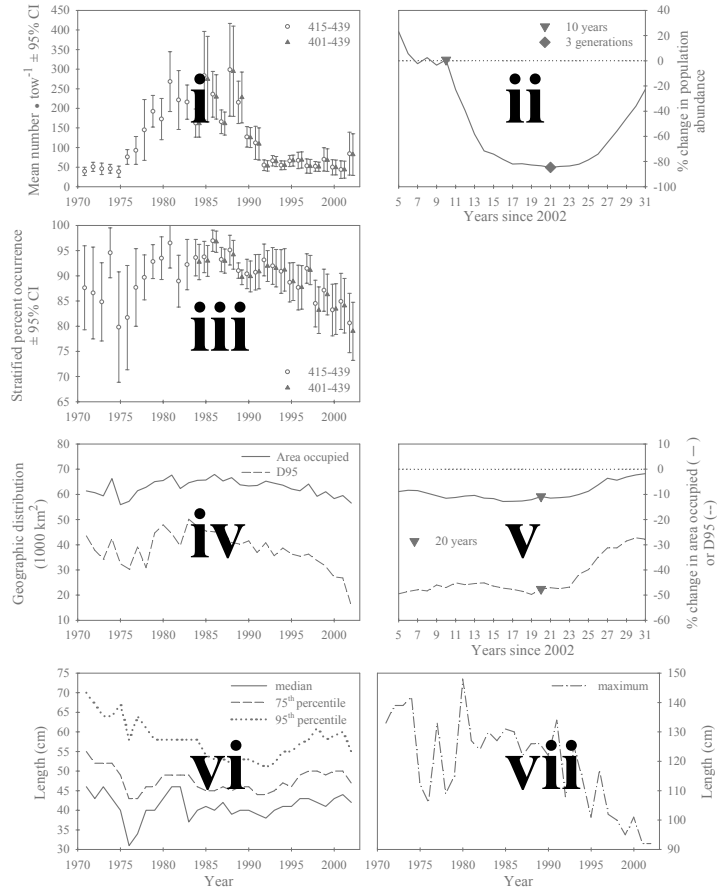 Mean number • tow-1 ± 95% CI
450
400
350
300
250
200
150
100
50
0
415-439
401-439
i
1970 1975 1980 1985 1990 1995 2000
10 years
3 generations
ii
40
20
0
-20
-40
-60
-80
-100
% change in population
abundance
5 7 9 11 13 15 17 19 21 23 25 27 29 31
Years since 2002
Stratified percent occurrence
± 95% CI
100
95
90
85
80
75
70
65
iii
415-439
401-439
1970 1975 1980 1985 1990 1995 2000
Geographic distribution
(1000 km2)
80
70
60
50
40
30
20
10
Area occupied
D95
iv
1970 1975 1980 1985 1990 1995 2000
20 years
v
10
0
-10
-20
-30
-40
-50
-60
% change in area occupied (—)
or D95 (--)
5 7 9 11 13 15 17 19 21 23 25 27 29 31
Years since 2002
Length (cm)
75
70
65
60
55
50
45
40
35
30
median
75th percentile
95th percentile
vi
1970 1975 1980 1985 1990 1995 2000
Year
maximum
vii
150
140
130
120
110
100
90
Length (cm)
1970 1975 1980 1985 1990 1995 2000
Year